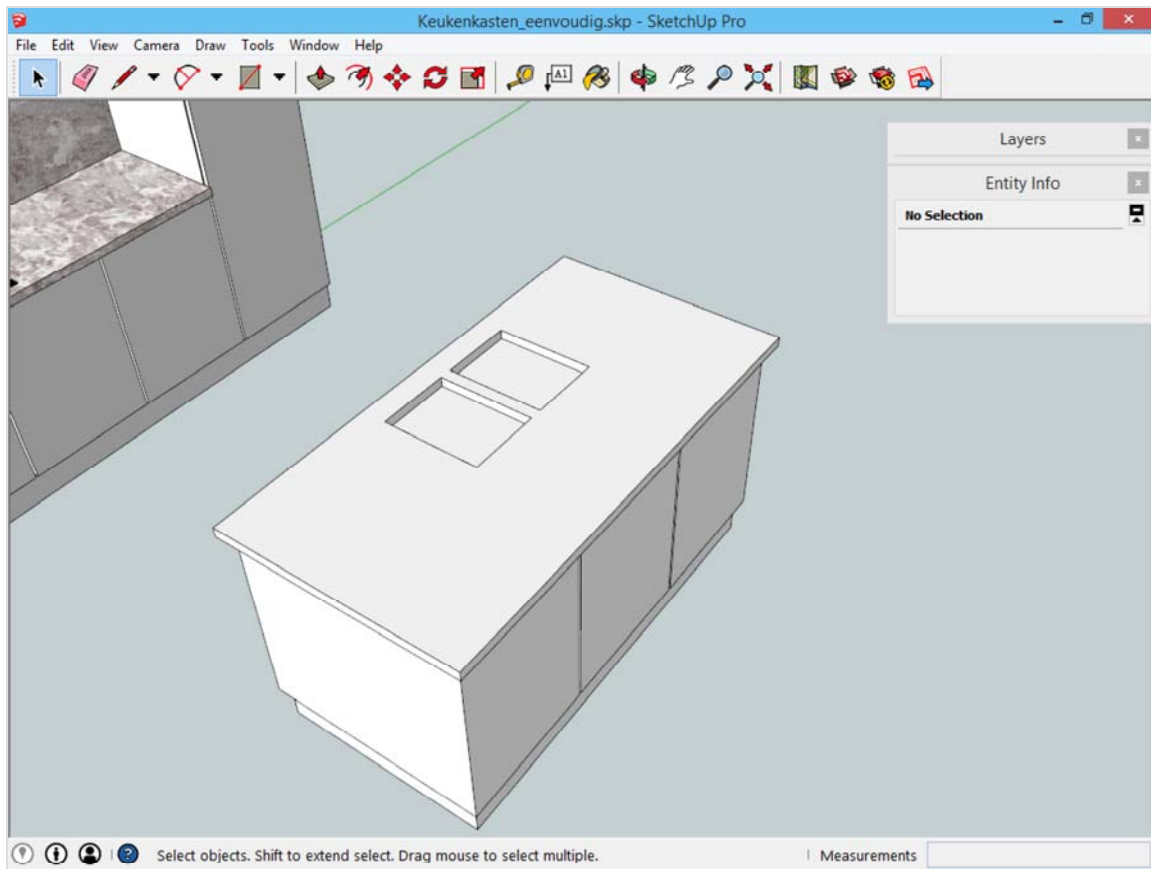 Keukenkasten_eenvoudig.skp - SketchUp Pro
File Edit View Camera Draw Tools Window Help
A1
Layers
Entity Info
No Selection
Select objects. Shift to extend select. Drag mouse to select multiple.
Measurements